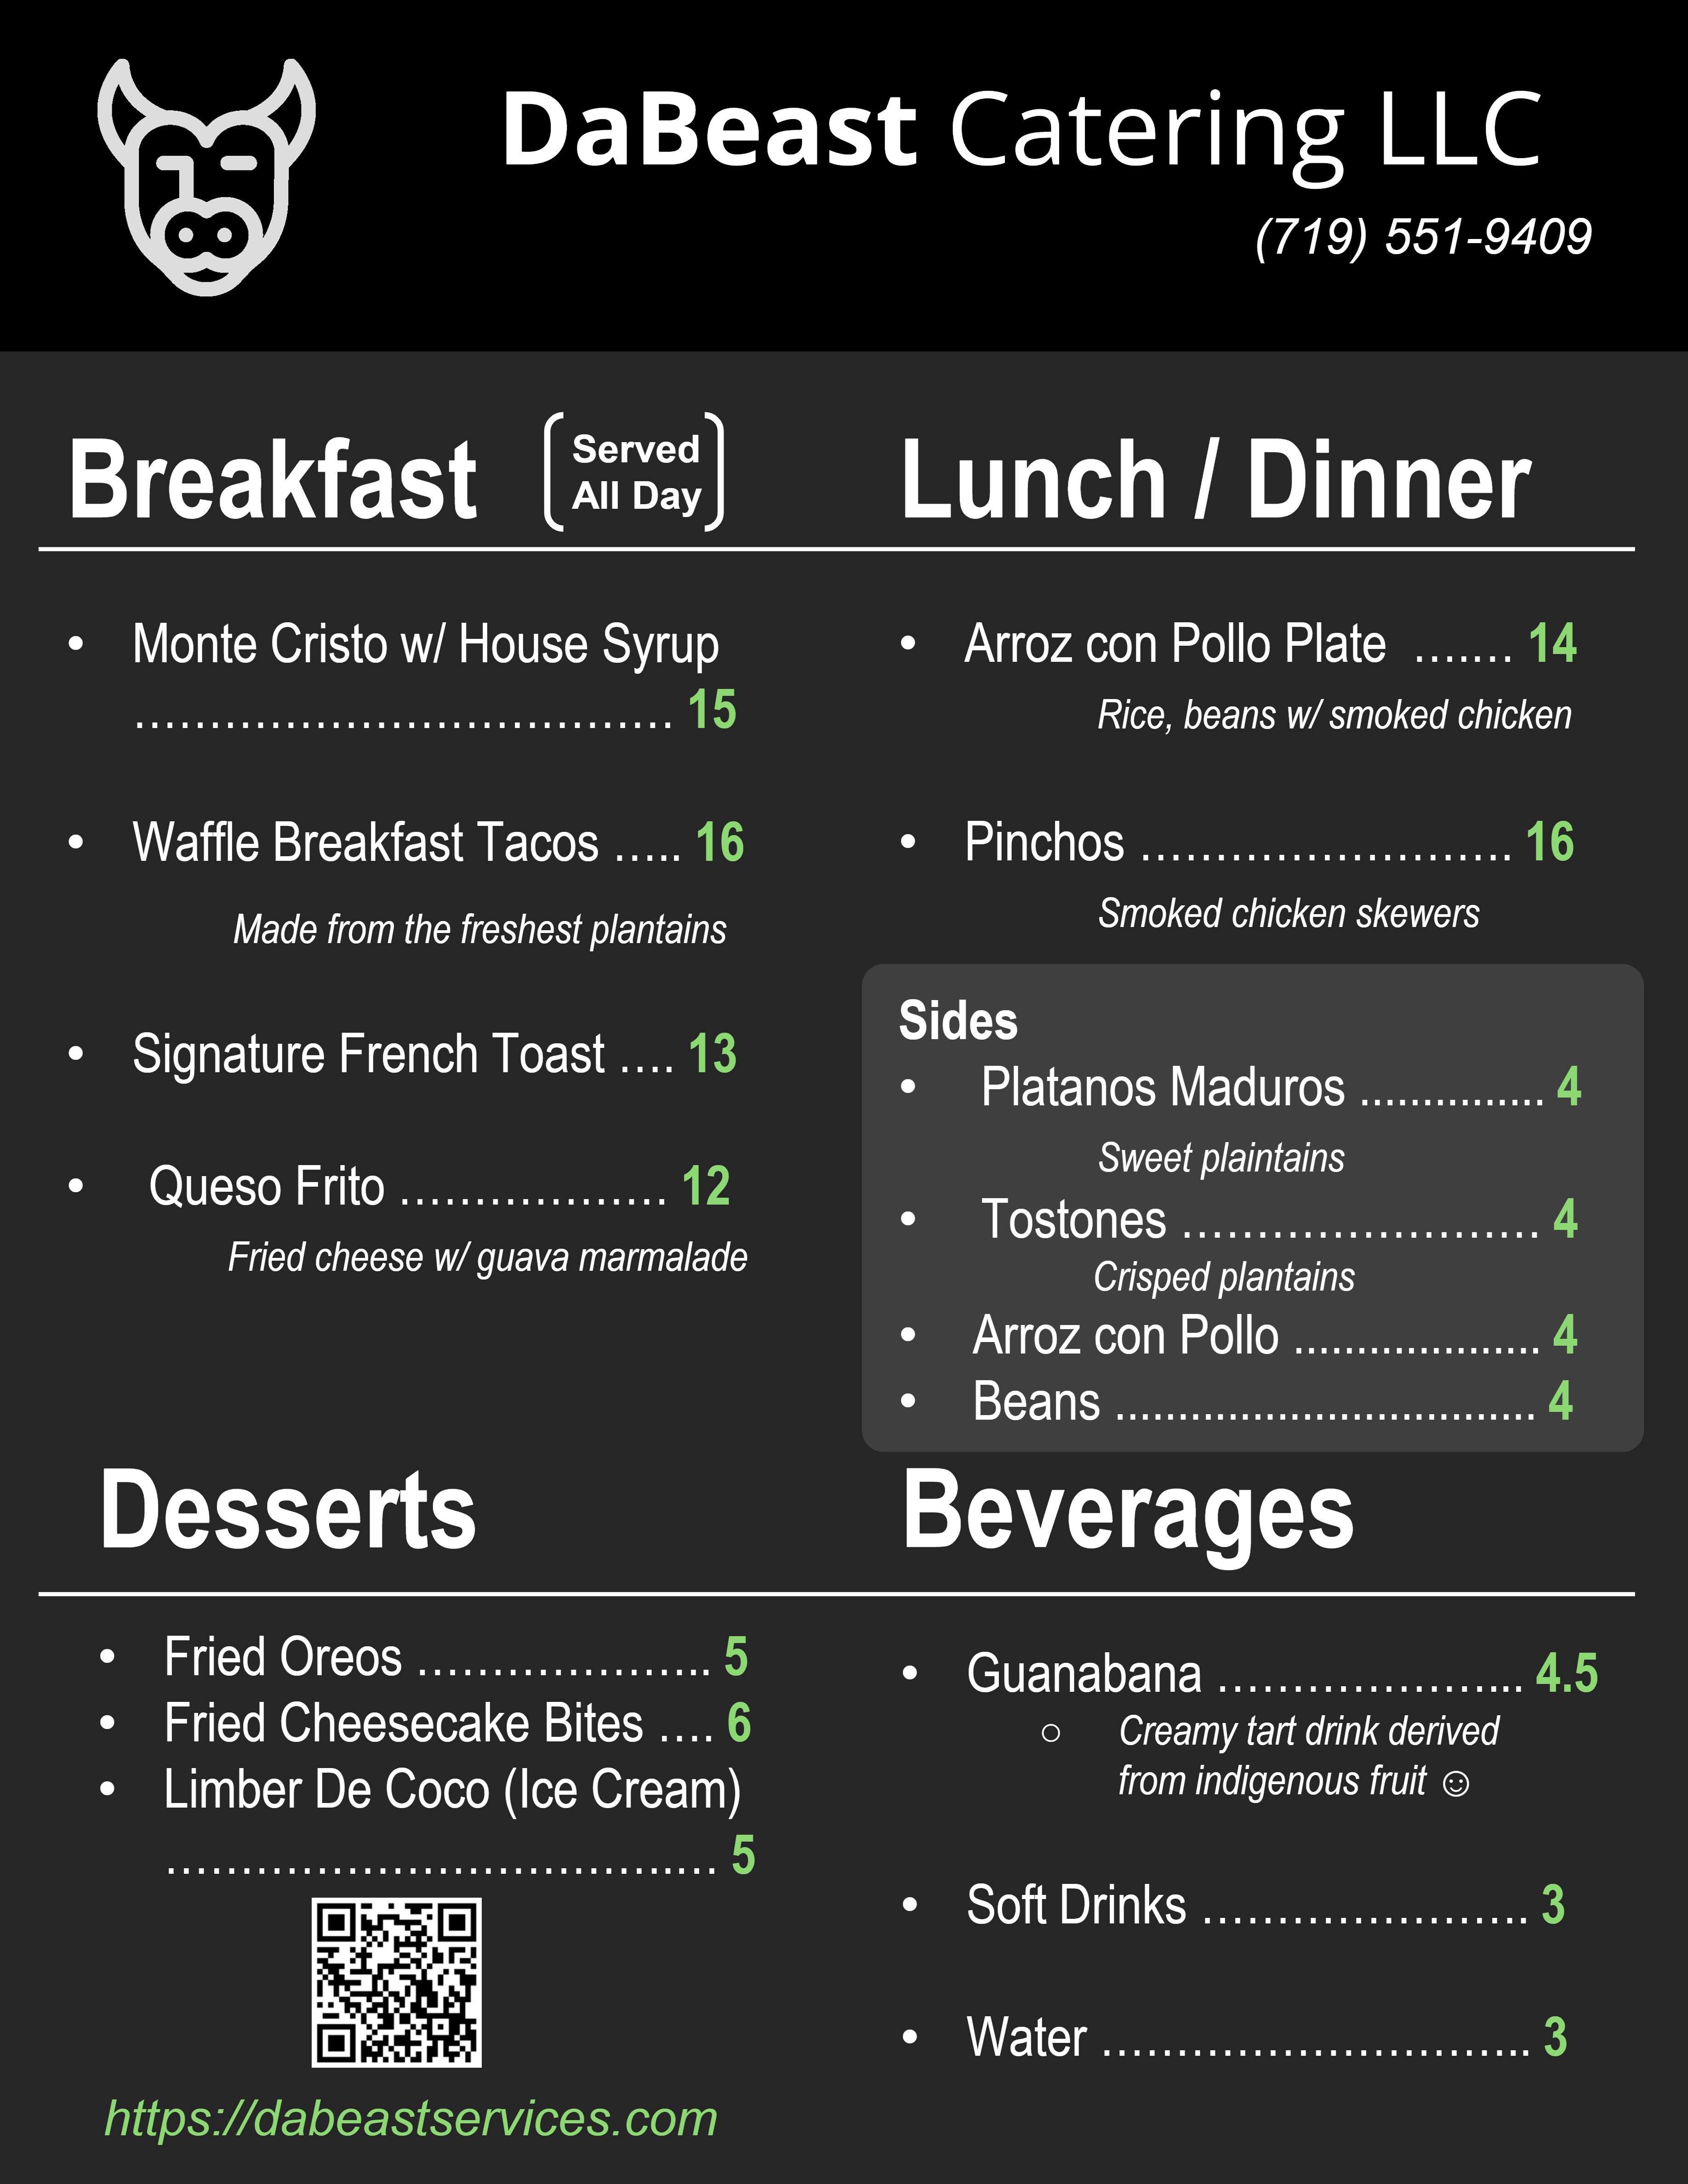 DaBeast Catering LLC
(719) 551-9409
Breakfast
Served
All Day
• Monte Cristo w/ House Syrup
………………………………… 15
• Waffle Breakfast Tacos ….. 16
Made from the freshest plantains
• Signature French Toast …. 13
• Queso Frito ……………… 12
Fried cheese w/ guava marmalade
Lunch / Dinner
• Arroz con Pollo Plate ….… 14
Rice, beans w/ smoked chicken
• Pinchos ……………………. 16
Smoked chicken skewers
Sides
• Platanos Maduros ............... 4
Sweet plaintains
• Tostones …………………… 4
Crisped plantains
• Arroz con Pollo .................... 4
• Beans .................................. 4
Desserts
• Fried Oreos ……………….. 5
• Fried Cheesecake Bites …. 6
• Limber De Coco (Ice Cream)
…………………………….… 5
https://dabeastservices.com
Beverages
• Guanabana ………………... 4.5
○ Creamy tart drink derived
from indigenous fruit ☺
• Soft Drinks …………………. 3
• Water ……………………….. 3